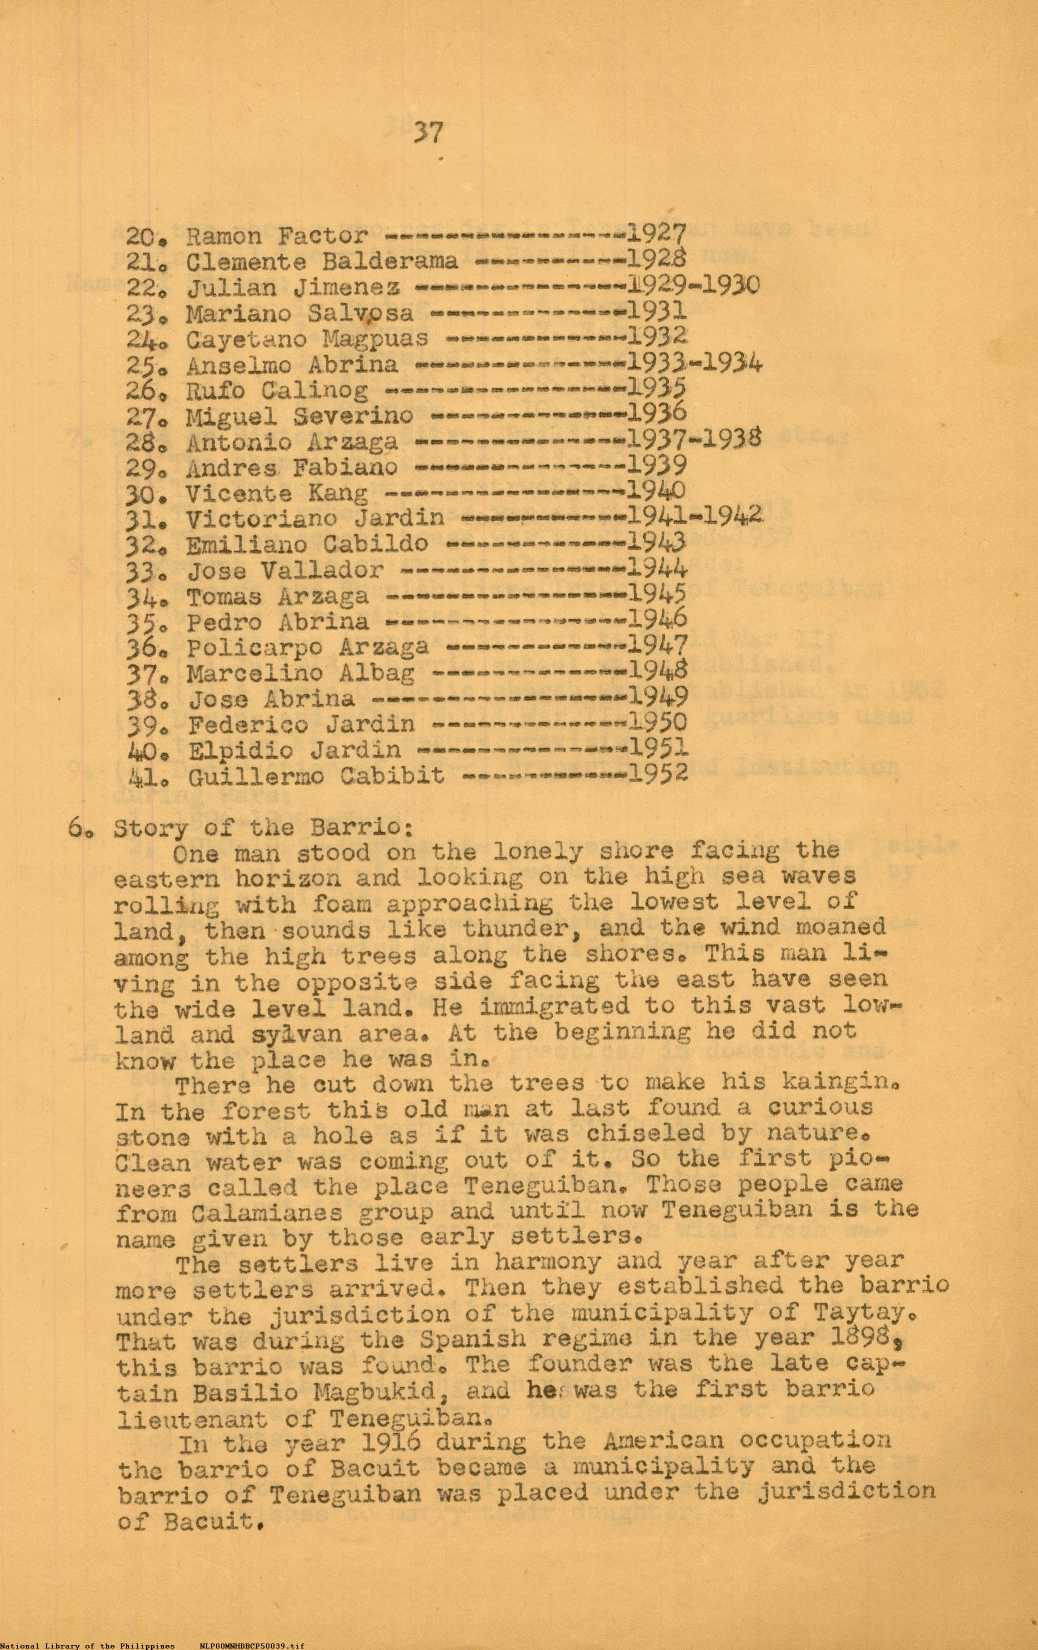 37
20. Ramon Factor ----------------1927
21. Clemente Balderama ----------1928
22. Julian Jimenez --------------1929-1930
23. Mariano Salvosa -------------1931
24. Cayetano Magpuas ------------1932
25. Anselmo Abrina --------------1933-1934
26. Rufo Calinog ----------------1935
27. Miguel Severino -------------1936
28. Antonio Arzaga --------------1937-1938
29. Andres Fabiano --------------1939
30. Vicente Kang ----------------1940
31. Victoriano Jardin -----------1941-1942
32. Emiliano Cabildo ------------1943
33. Jose Vallador ---------------1944
34. Tomas Arzaga ----------------1945
35. Pedro Abrina ----------------1946
36. Policarpo Arzaga ------------1947
37. Marcelino Albag -------------1948
38. Jose Abrina -----------------1949
39. Federico Jardin -------------1950
40. Elpidio Jardin --------------1951
41. Guillermo Cabibit -----------1952
6. Story of the Barrio:
One man stood on the lonely shore facing the
eastern horizon and looking on the high sea waves
rolling with foam approaching the lowest level of
land, then sounds like thunder, and the wind moaned
among the high trees along the shores. This man li-
ving in the opposite side facing the east have seen
the wide level land. He immigrated to this vast low-
land and sylvan area. At the beginning he did not
know the place he was in.
There he cut down the trees to make his kaingin.
In the forest this old man at last found a curious
stone with a hole as if it was chiseled by nature.
Clean water was coming out of it. So the first pio-
neers called the place Teneguiban. Those people came
from Calamianes group and until now Teneguiban is the
name given by those early settlers.
The settlers live in harmony and year after year
more settlers arrived. Then they established the barrio
under the jurisdiction of the municipality of Taytay.
That was during the Spanish regime in the year 1898,
this barrio was found. The founder was the late cap-
tain Basilio Magbukid, and he was the first barrio
lieutenant of Teneguiban.
In the year 1916 during the American occupation
the barrio of Bacuit became a municipality and the
barrio of Teneguiban was placed under the jurisdiction
of Bacuit.
National Library of the Philippines NLP00MNHDBCP50039.tif